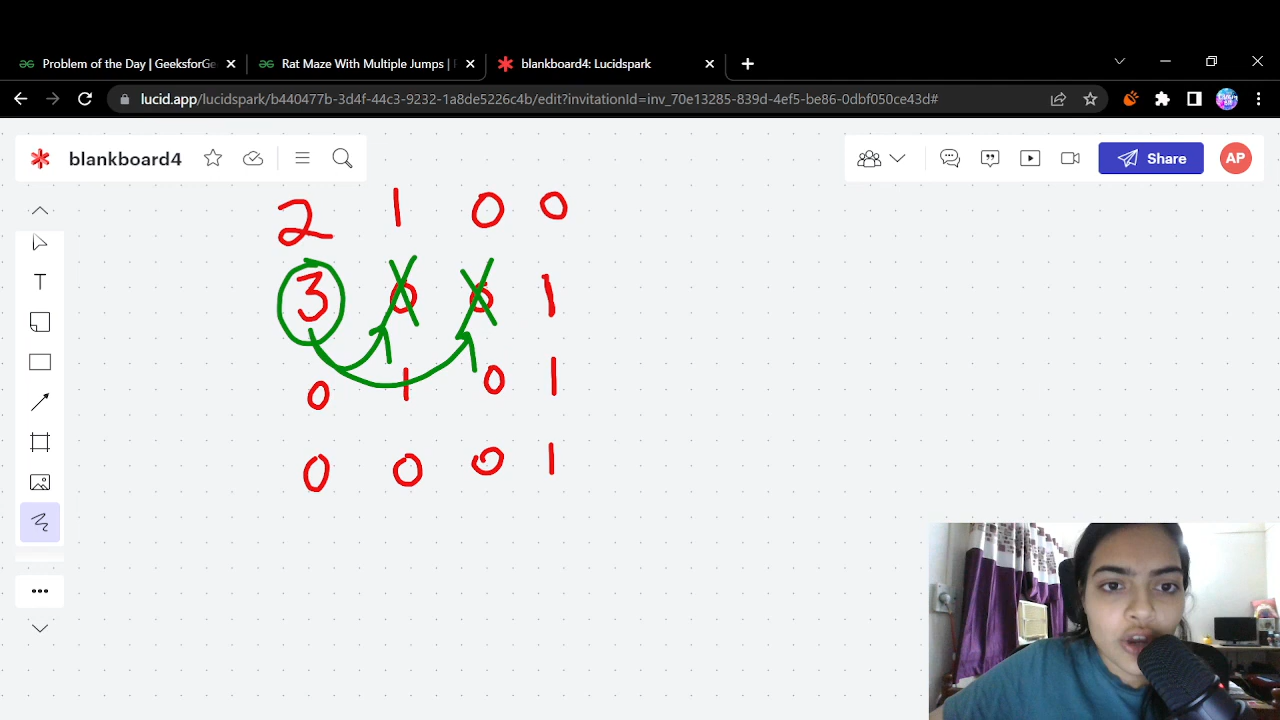 Problem of the Day | GeeksforGe
Rat Maze With Multiple Jumps |
blankboard4: Lucidspark
lucid.app/lucidspark/b440477b-3d4f-44c3-9232-1a8de5226c4b/edit?invitationId=inv_70e13285-839d-4ef5-be86-0dbf050ce43d#
blankboard4
Share
AP
T
2 1 0 0
3 0 0 1
0 1 0 1
0 0 0 1